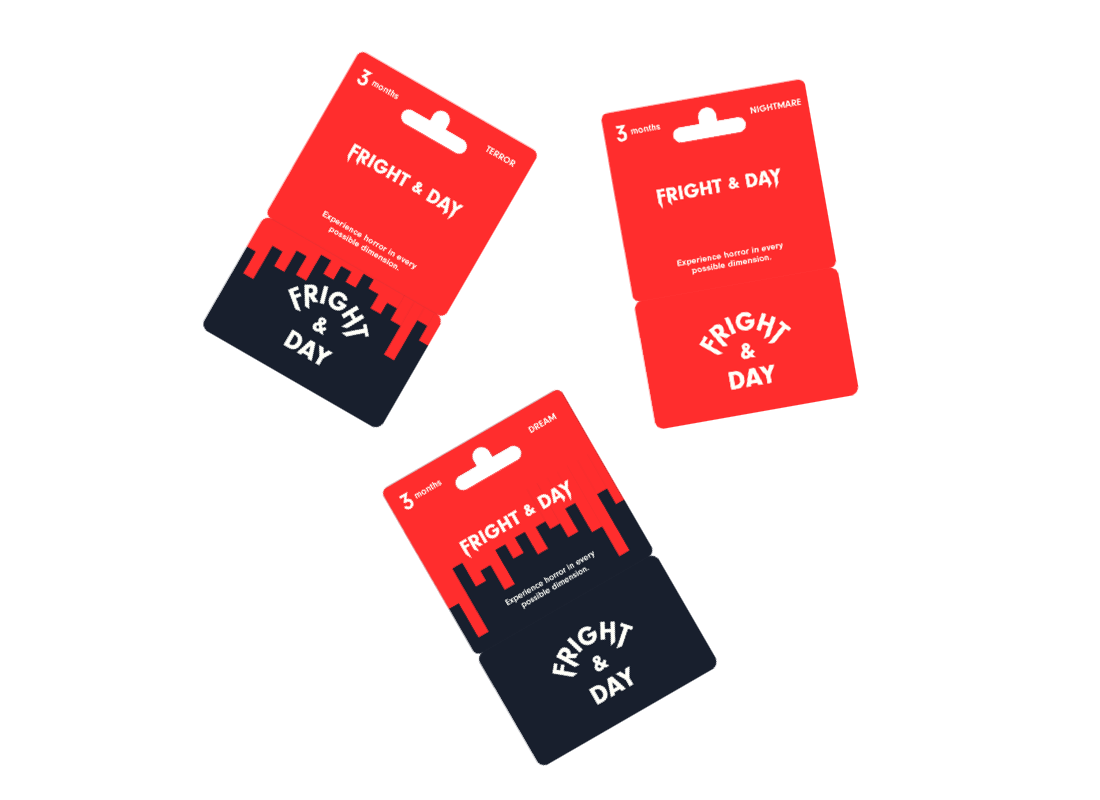 3 months
TERROR
FRIGHT & DAY
Experience horror in every
possible dimension.
FRIGHT
&
DAY
3 months
NIGHTMARE
FRIGHT & DAY
Experience horror in every
possible dimension.
FRIGHT
&
DAY
3 months
DREAM
FRIGHT & DAY
Experience horror in every
possible dimension.
FRIGHT
&
DAY